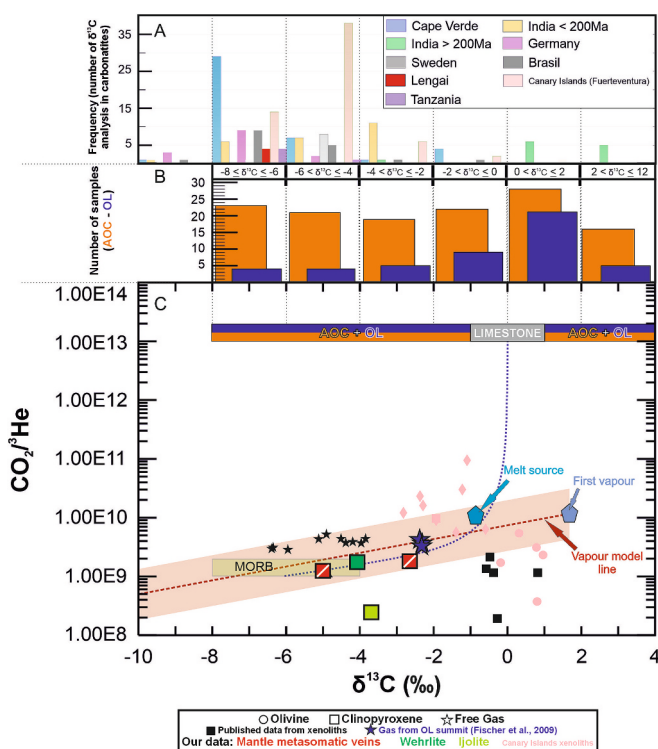 A
Frequency (number of δ¹³C
analysis in carbonatites)
35
25
15
5
Cape Verde
India < 200Ma
India > 200Ma
Germany
Sweden
Brasil
Lengai
Canary Islands (Fuerteventura)
Tanzania
B
Number of samples
(AOC - OL)
30
25
20
15
10
5
-8 ≤ δ¹³C ≤ -6
-6 < δ¹³C ≤ -4
-4 < δ¹³C ≤ -2
-2 < δ¹³C ≤ 0
0 < δ¹³C ≤ 2
2 < δ¹³C ≤ 12
C
CO₂/³He
1.00E14
1.00E13
1.00E11
1.00E10
1.00E9
1.00E8
AOC + OL
LIMESTONE
AOC + OL
Melt source
First vapour
Vapour model
line
MORB
-10
-8
-6
-4
-2
0
2
4
δ¹³C (‰)
Olivine
Clinopyroxene
Free Gas
Published data from xenoliths
Gas from OL summit (Fischer et al., 2009)
Our data: Mantle metasomatic veins
Wehrlite
Ijolite
Canary Islands xenoliths